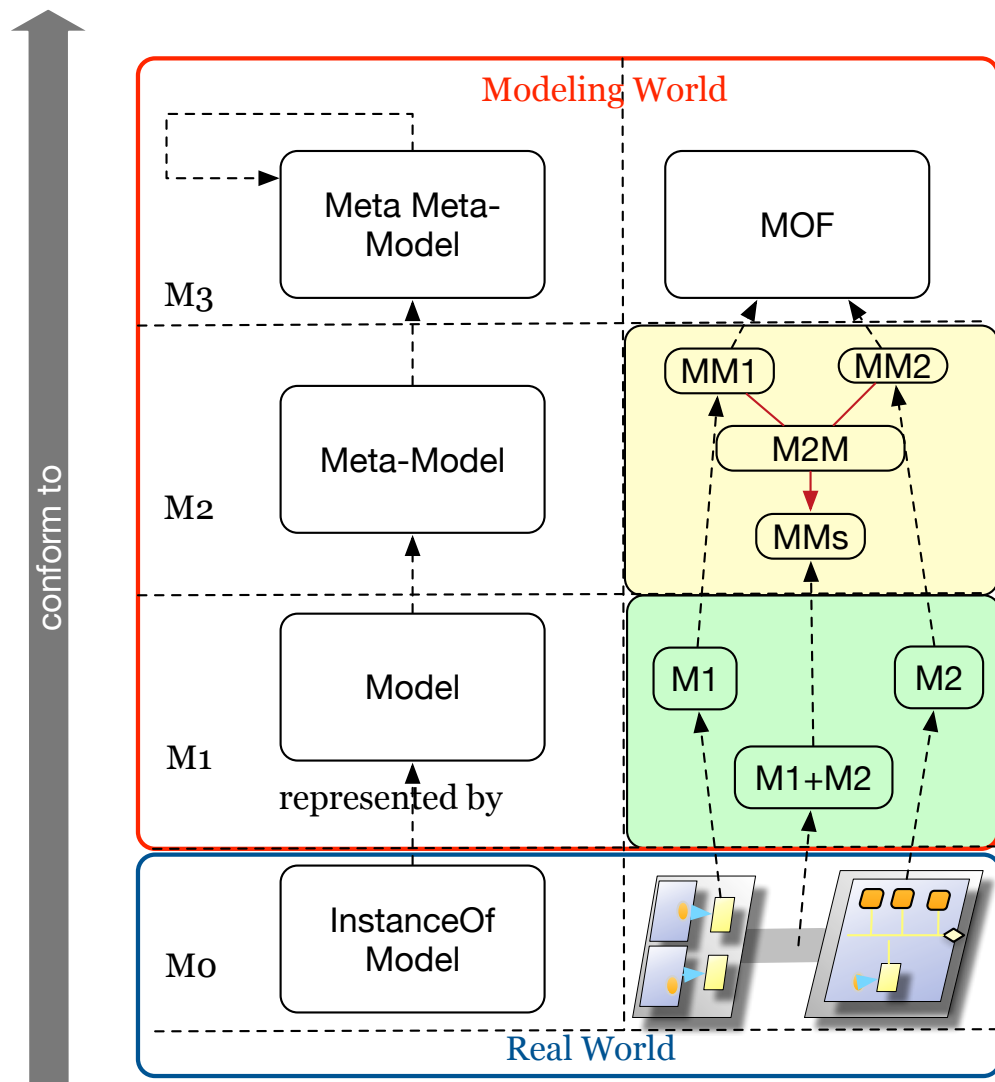 Modeling World
Meta Meta-
Model
MOF
M3
MM1
MM2
M2M
Meta-Model
M2
MMs
conform to
Model
M1
M2
M1
M1+M2
represented by
InstanceOf
Model
M0
Real World